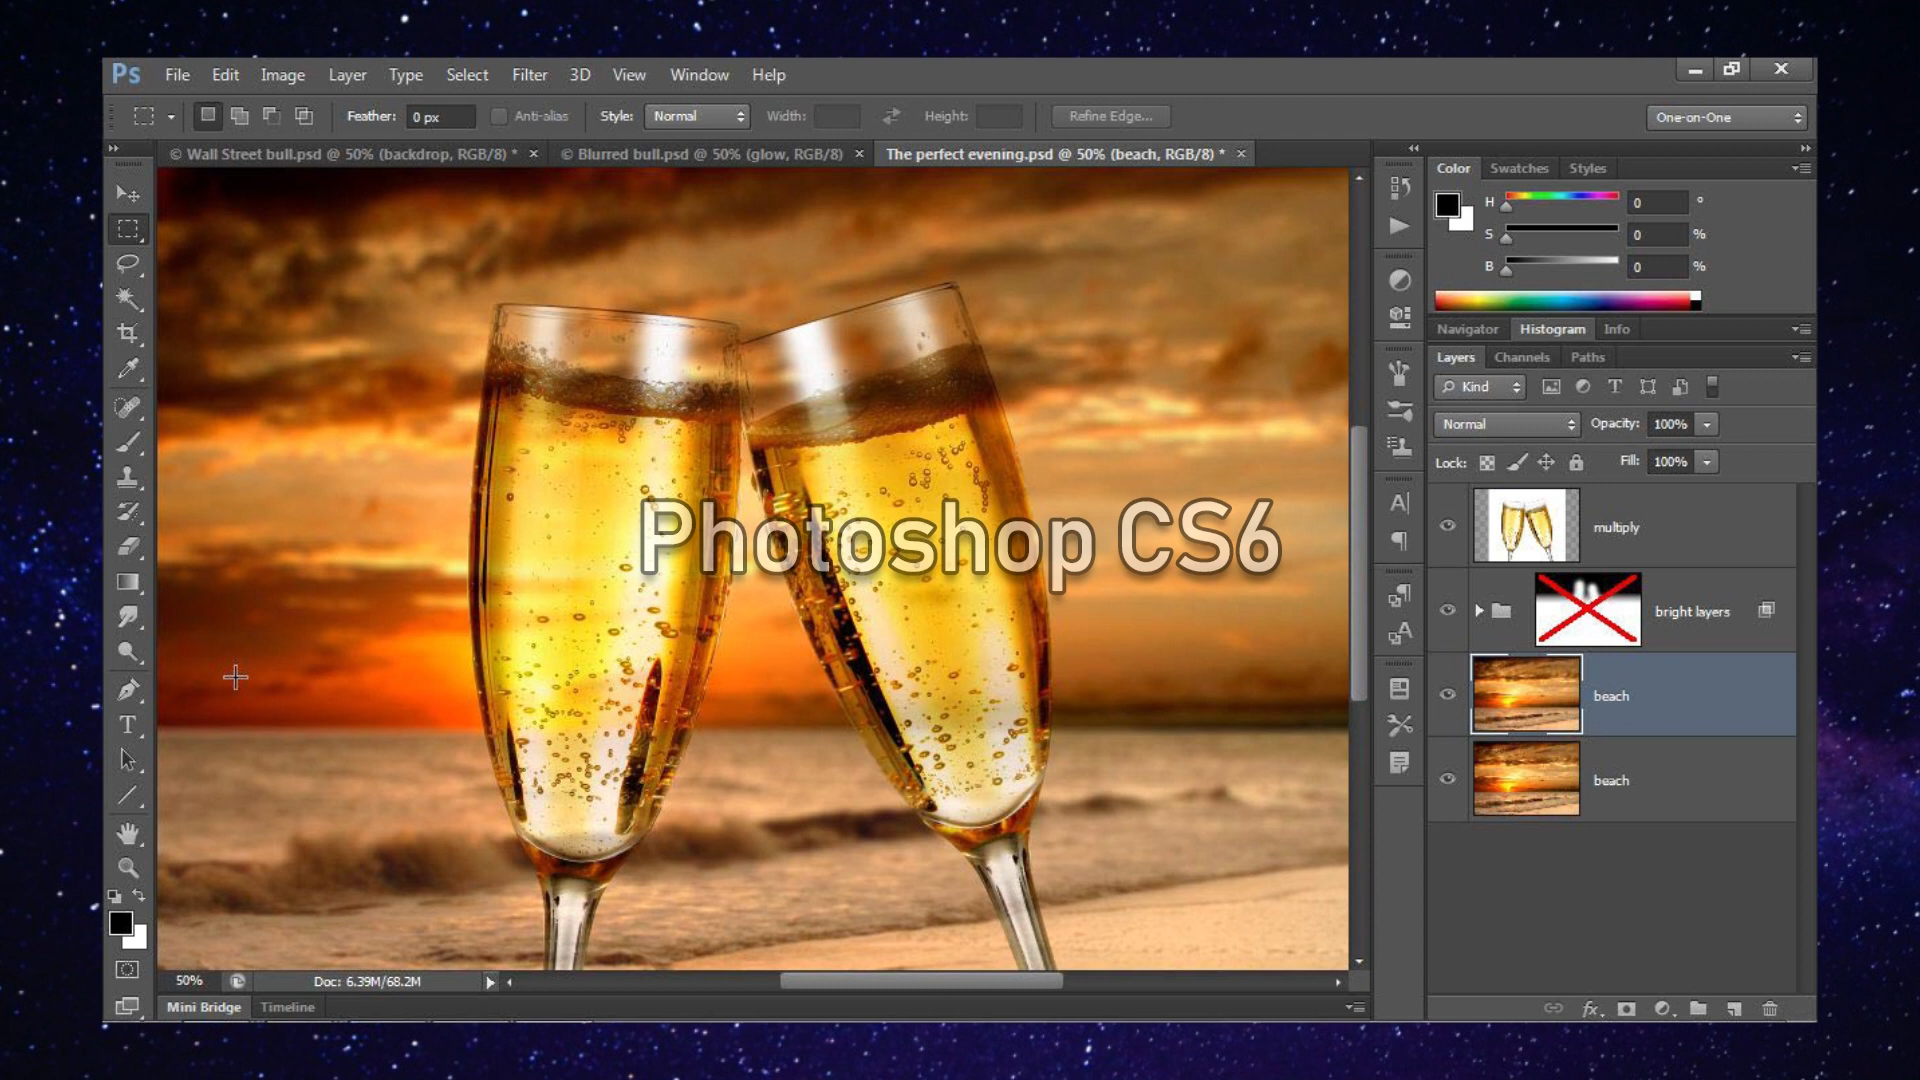 Ps File Edit Image Layer Type Select Filter 3D View Window Help
Feather: 0 px Anti-alias Style: Normal Width: Height: Refine Edge... One-on-One
© Wall Street bull.psd @ 50% (backdrop, RGB/8) * × © Blurred bull.psd @ 50% (glow, RGB/8) × The perfect evening.psd @ 50% (beach, RGB/8) * ×
Color Swatches Styles
H 0 °
S 0 %
B 0 %
Navigator Histogram Info
Layers Channels Paths
Kind
Normal Opacity: 100%
Lock: Fill: 100%
multiply
bright layers
beach
beach
Photoshop CS6
50% Doc: 6.39M/68.2M
Mini Bridge Timeline